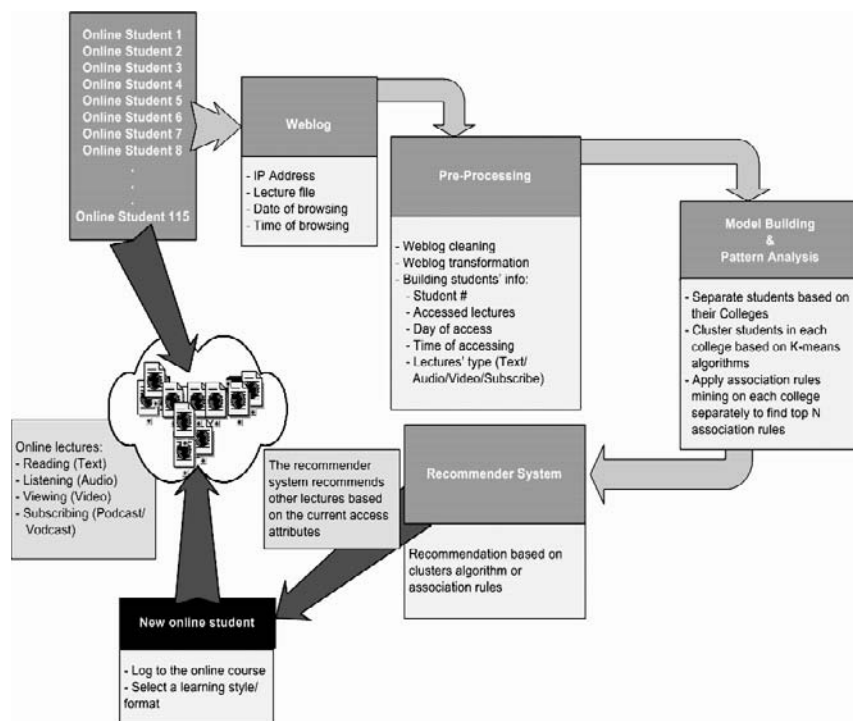 Online Student 1
Online Student 2
Online Student 3
Online Student 4
Online Student 5
Online Student 6
Online Student 7
Online Student 8
.
.
.
Online Student 115
Weblog
- IP Address
- Lecture file
- Date of browsing
- Time of browsing
Pre-Processing
- Weblog cleaning
- Weblog transformation
- Building students' info:
- Student #
- Accessed lectures
- Day of access
- Time of accessing
- Lectures' type (Text/
Audio/Video/Subscribe)
Model Building
&
Pattern Analysis
- Separate students based on
their Colleges
- Cluster students in each
college based on K-means
algorithms
- Apply association rules
mining on each college
separately to find top N
association rules
Recommender System
Recommendation based on
clusters algorithm or
association rules
The recommender
system recommends
other lectures based
on the current access
attributes
Online lectures:
- Reading (Text)
- Listening (Audio)
- Viewing (Video)
- Subscribing (Podcast/
Vodcast)
New online student
- Log to the online course
- Select a learning style/
format